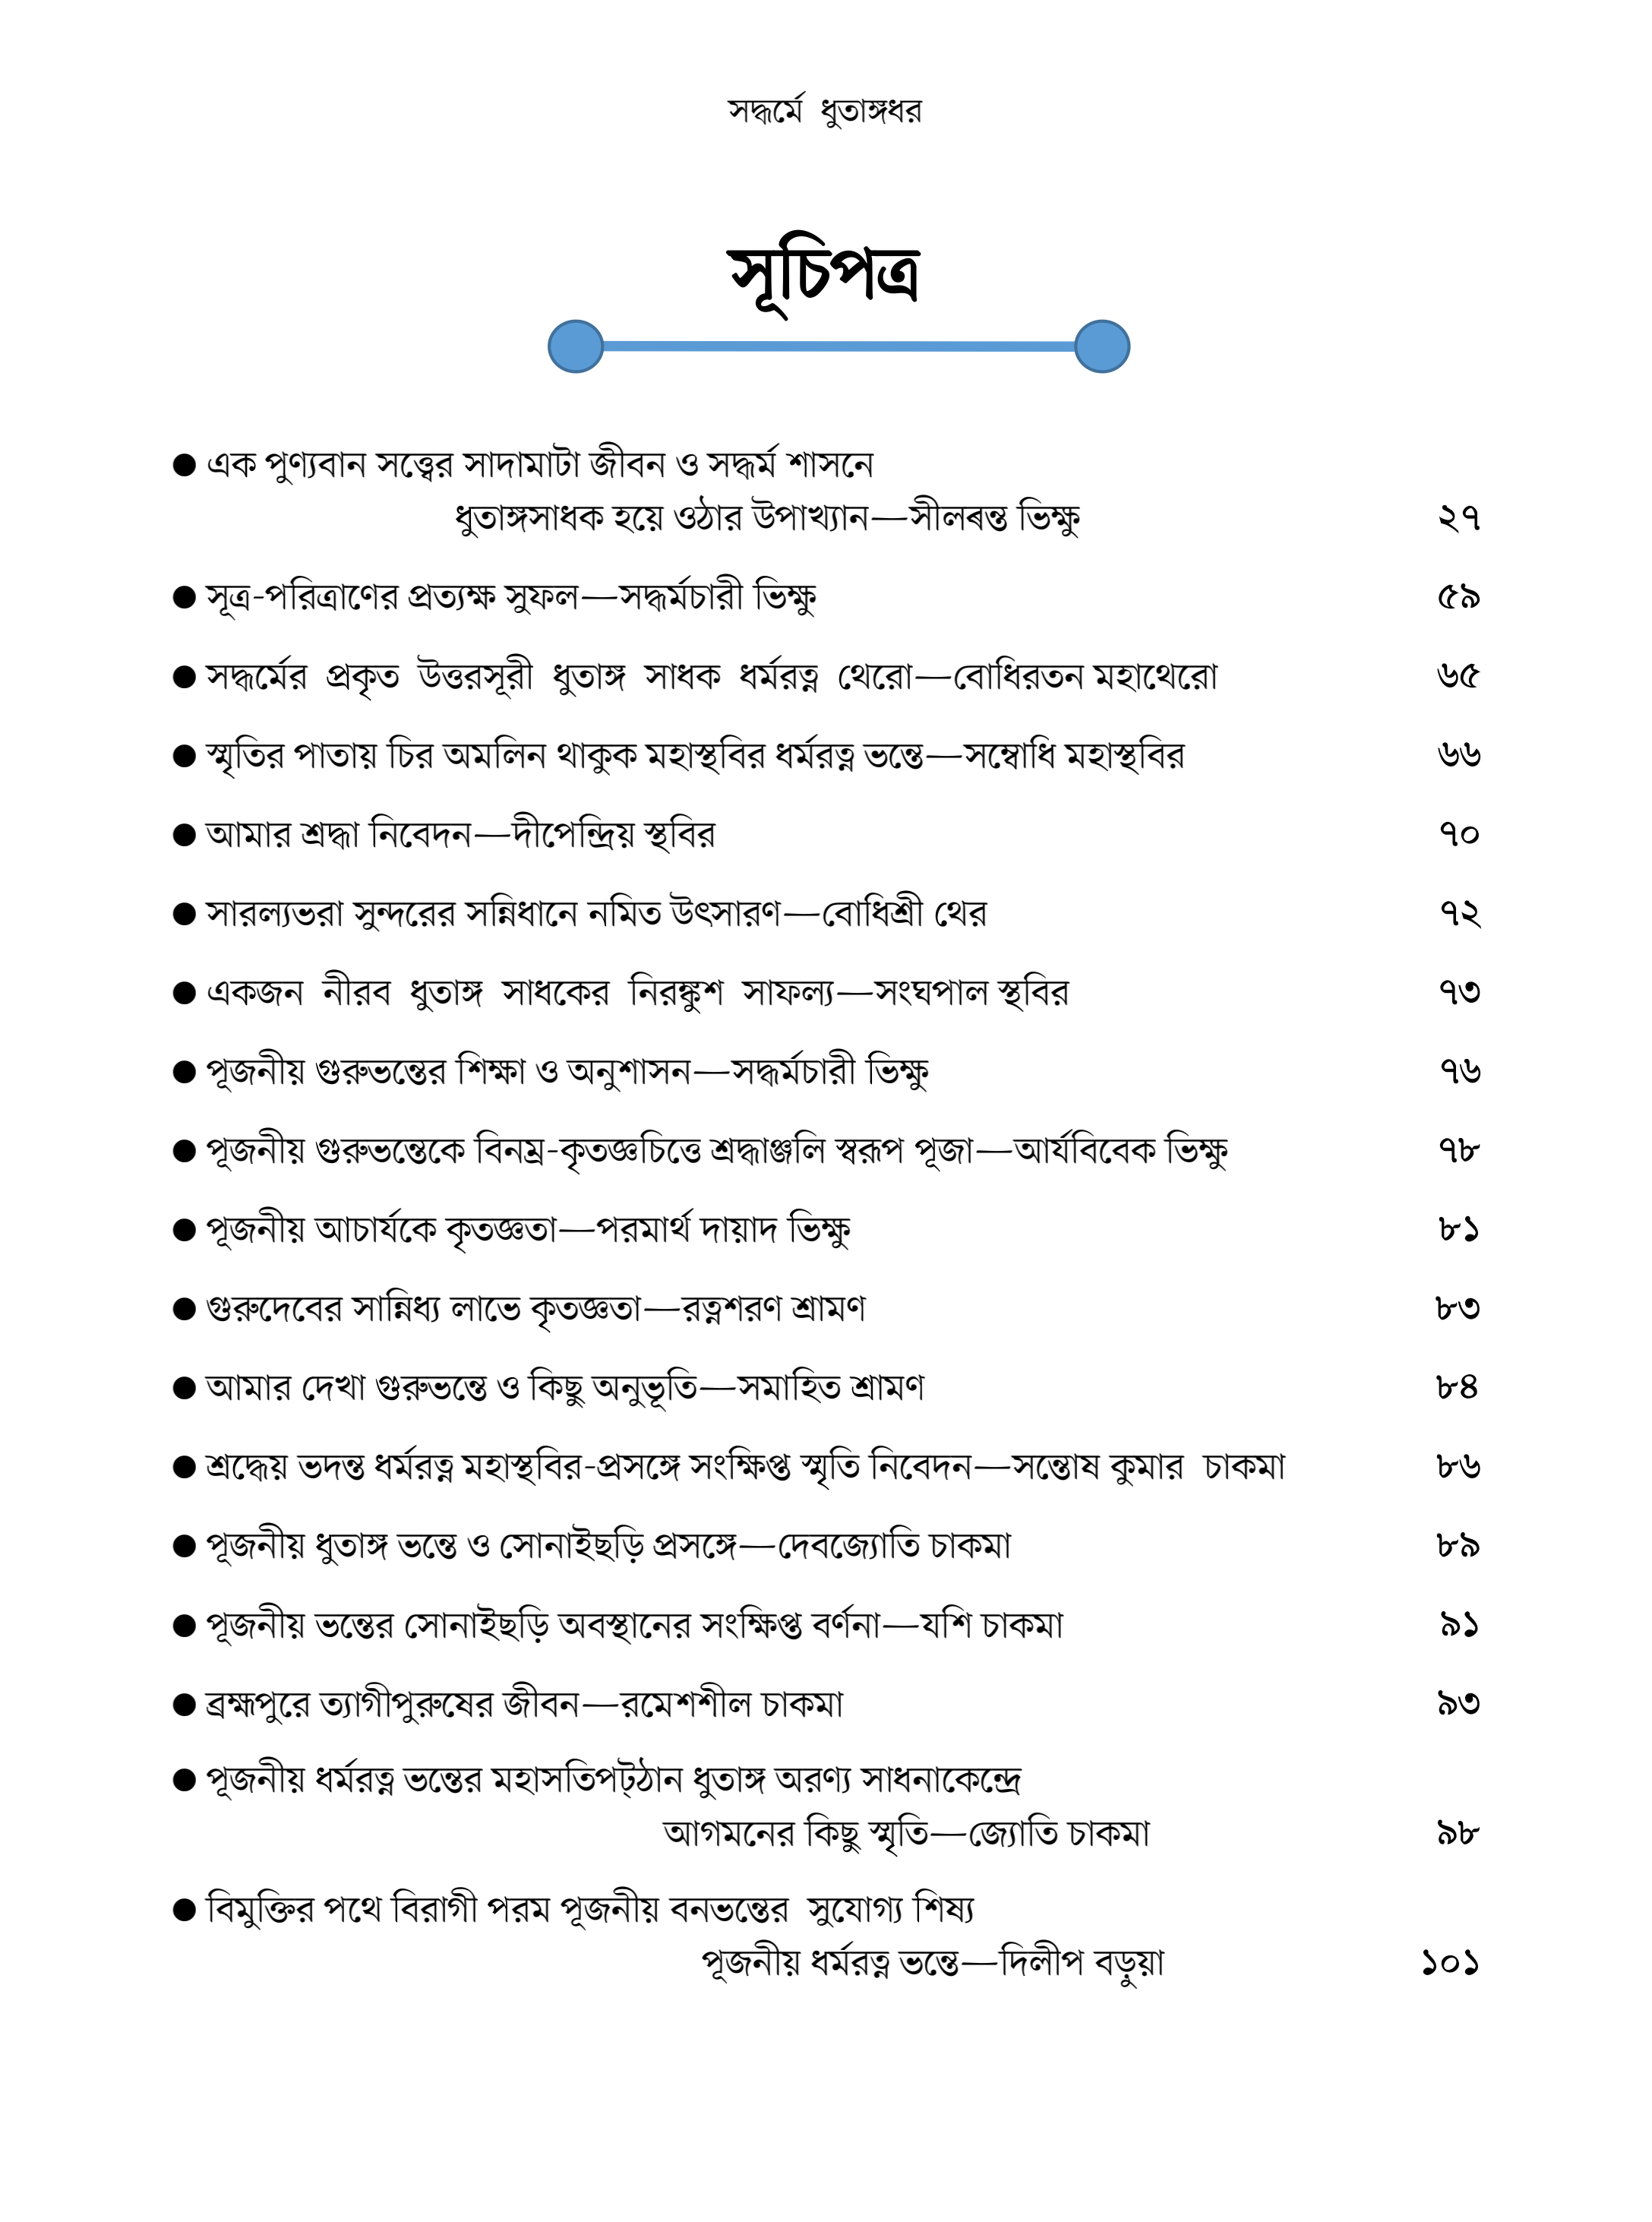 সদ্ধর্মে ধুতাঙ্গধর
সূচিপত্র
● এক পুণ্যবান সত্ত্বের সাদামাটা জীবন ও সদ্ধর্ম শাসনে
ধুতাঙ্গসাধক হয়ে ওঠার উপাখ্যান—সীলৰন্ত ভিক্ষু ২৭
● সূত্র-পরিত্রাণের প্রত্যক্ষ সুফল—সদ্ধর্মচারী ভিক্ষু ৫৯
● সদ্ধর্মের প্রকৃত উত্তরসূরী ধুতাঙ্গ সাধক ধর্মরত্ন থেরো—বোধিরতন মহাথেরো ৬৫
● স্মৃতির পাতায় চির অমলিন থাকুক মহাস্থবির ধর্মরত্ন ভন্তে—সম্বোধি মহাস্থবির ৬৬
● আমার শ্রদ্ধা নিবেদন—দীপেন্দ্রিয় স্থবির ৭০
● সারল্যভরা সুন্দরের সন্নিধানে নমিত উৎসারণ—বোধিশ্রী থের ৭২
● একজন নীরব ধুতাঙ্গ সাধকের নিরঙ্কুশ সাফল্য—সংঘপাল স্থবির ৭৩
● পূজনীয় গুরুভন্তের শিক্ষা ও অনুশাসন—সদ্ধর্মচারী ভিক্ষু ৭৬
● পূজনীয় গুরুভন্তেকে বিনম্র-কৃতজ্ঞচিত্তে শ্রদ্ধাঞ্জলি স্বরূপ পূজা—আর্যবিবেক ভিক্ষু ৭৮
● পূজনীয় আচার্যকে কৃতজ্ঞতা—পরমার্থ দায়াদ ভিক্ষু ৮১
● গুরুদেবের সান্নিধ্য লাভে কৃতজ্ঞতা—রত্নশরণ শ্রামণ ৮৩
● আমার দেখা গুরুভন্তে ও কিছু অনুভূতি—সমাহিত শ্রামণ ৮৪
● শ্রদ্ধেয় ভদন্ত ধর্মরত্ন মহাস্থবির-প্রসঙ্গে সংক্ষিপ্ত স্মৃতি নিবেদন—সন্তোষ কুমার চাকমা ৮৬
● পূজনীয় ধুতাঙ্গ ভন্তে ও সোনাইছড়ি প্রসঙ্গে—দেবজ্যোতি চাকমা ৮৯
● পূজনীয় ভন্তের সোনাইছড়ি অবস্থানের সংক্ষিপ্ত বর্ণনা—যশি চাকমা ৯১
● ব্রহ্মপুরে ত্যাগীপুরুষের জীবন—রমেশশীল চাকমা ৯৩
● পূজনীয় ধর্মরত্ন ভন্তের মহাসতিপট্‌ঠান ধুতাঙ্গ অরণ্য সাধনাকেন্দ্রে
আগমনের কিছু স্মৃতি—জ্যোতি চাকমা ৯৮
● বিমুক্তির পথে বিরাগী পরম পূজনীয় বনভন্তের সুযোগ্য শিষ্য
পূজনীয় ধর্মরত্ন ভন্তে—দিলীপ বড়ুয়া ১০১